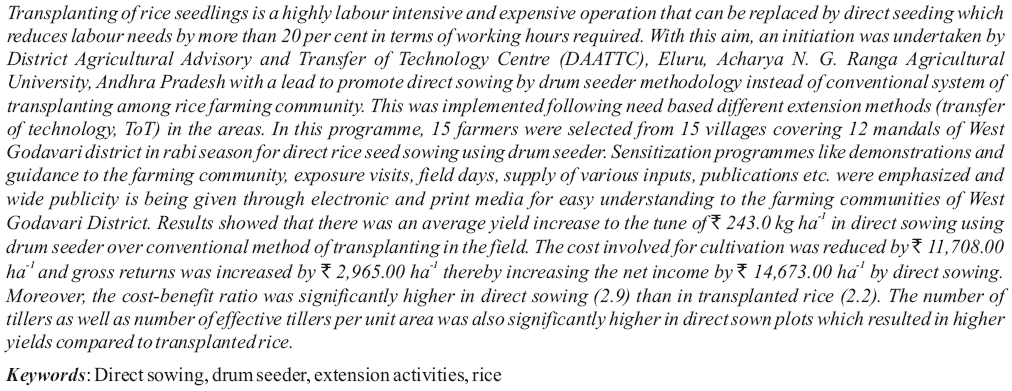 Transplanting of rice seedlings is a highly labour intensive and expensive operation that can be replaced by direct seeding which
reduces labour needs by more than 20 per cent in terms of working hours required. With this aim, an initiation was undertaken by
District Agricultural Advisory and Transfer of Technology Centre (DAATTC), Eluru, Acharya N. G. Ranga Agricultural
University, Andhra Pradesh with a lead to promote direct sowing by drum seeder methodology instead of conventional system of
transplanting among rice farming community. This was implemented following need based different extension methods (transfer
of technology, ToT) in the areas. In this programme, 15 farmers were selected from 15 villages covering 12 mandals of West
Godavari district in rabi season for direct rice seed sowing using drum seeder. Sensitization programmes like demonstrations and
guidance to the farming community, exposure visits, field days, supply of various inputs, publications etc. were emphasized and
wide publicity is being given through electronic and print media for easy understanding to the farming communities of West
Godavari District. Results showed that there was an average yield increase to the tune of ₹ 243.0 kg ha⁻¹ in direct sowing using
drum seeder over conventional method of transplanting in the field. The cost involved for cultivation was reduced by ₹ 11,708.00
ha⁻¹ and gross returns was increased by ₹ 2,965.00 ha⁻¹ thereby increasing the net income by ₹ 14,673.00 ha⁻¹ by direct sowing.
Moreover, the cost-benefit ratio was significantly higher in direct sowing (2.9) than in transplanted rice (2.2). The number of
tillers as well as number of effective tillers per unit area was also significantly higher in direct sown plots which resulted in higher
yields compared to transplanted rice.
Keywords: Direct sowing, drum seeder, extension activities, rice